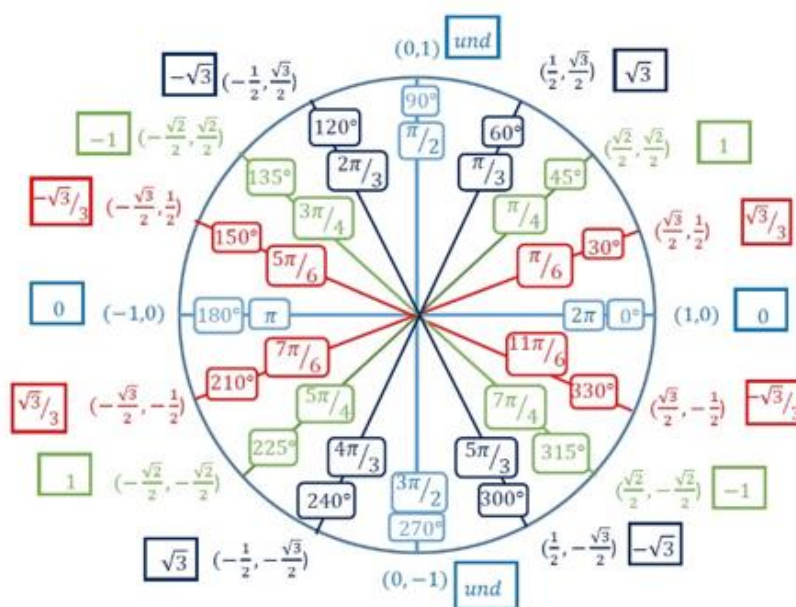 (0,1) und
-√3 (-1/2, √3/2)
(1/2, √3/2) √3
90°
120°
60°
π/2
-1 (-√2/2, √2/2)
(√2/2, √2/2) 1
2π/3
π/3
135°
45°
-√3/3 (-√3/2, 1/2)
3π/4
π/4
(√3/2, 1/2) √3/3
150°
30°
5π/6
π/6
0 (-1,0) 180° π
2π 0° (1,0) 0
7π/6
11π/6
210°
330°
√3/3 (-√3/2, -1/2)
(√3/2, -1/2) -√3/3
5π/4
7π/4
225°
315°
4π/3
5π/3
1 (-√2/2, -√2/2)
(√2/2, -√2/2) -1
3π/2
240°
300°
270°
√3 (-1/2, -√3/2)
(1/2, -√3/2) -√3
(0,-1) und